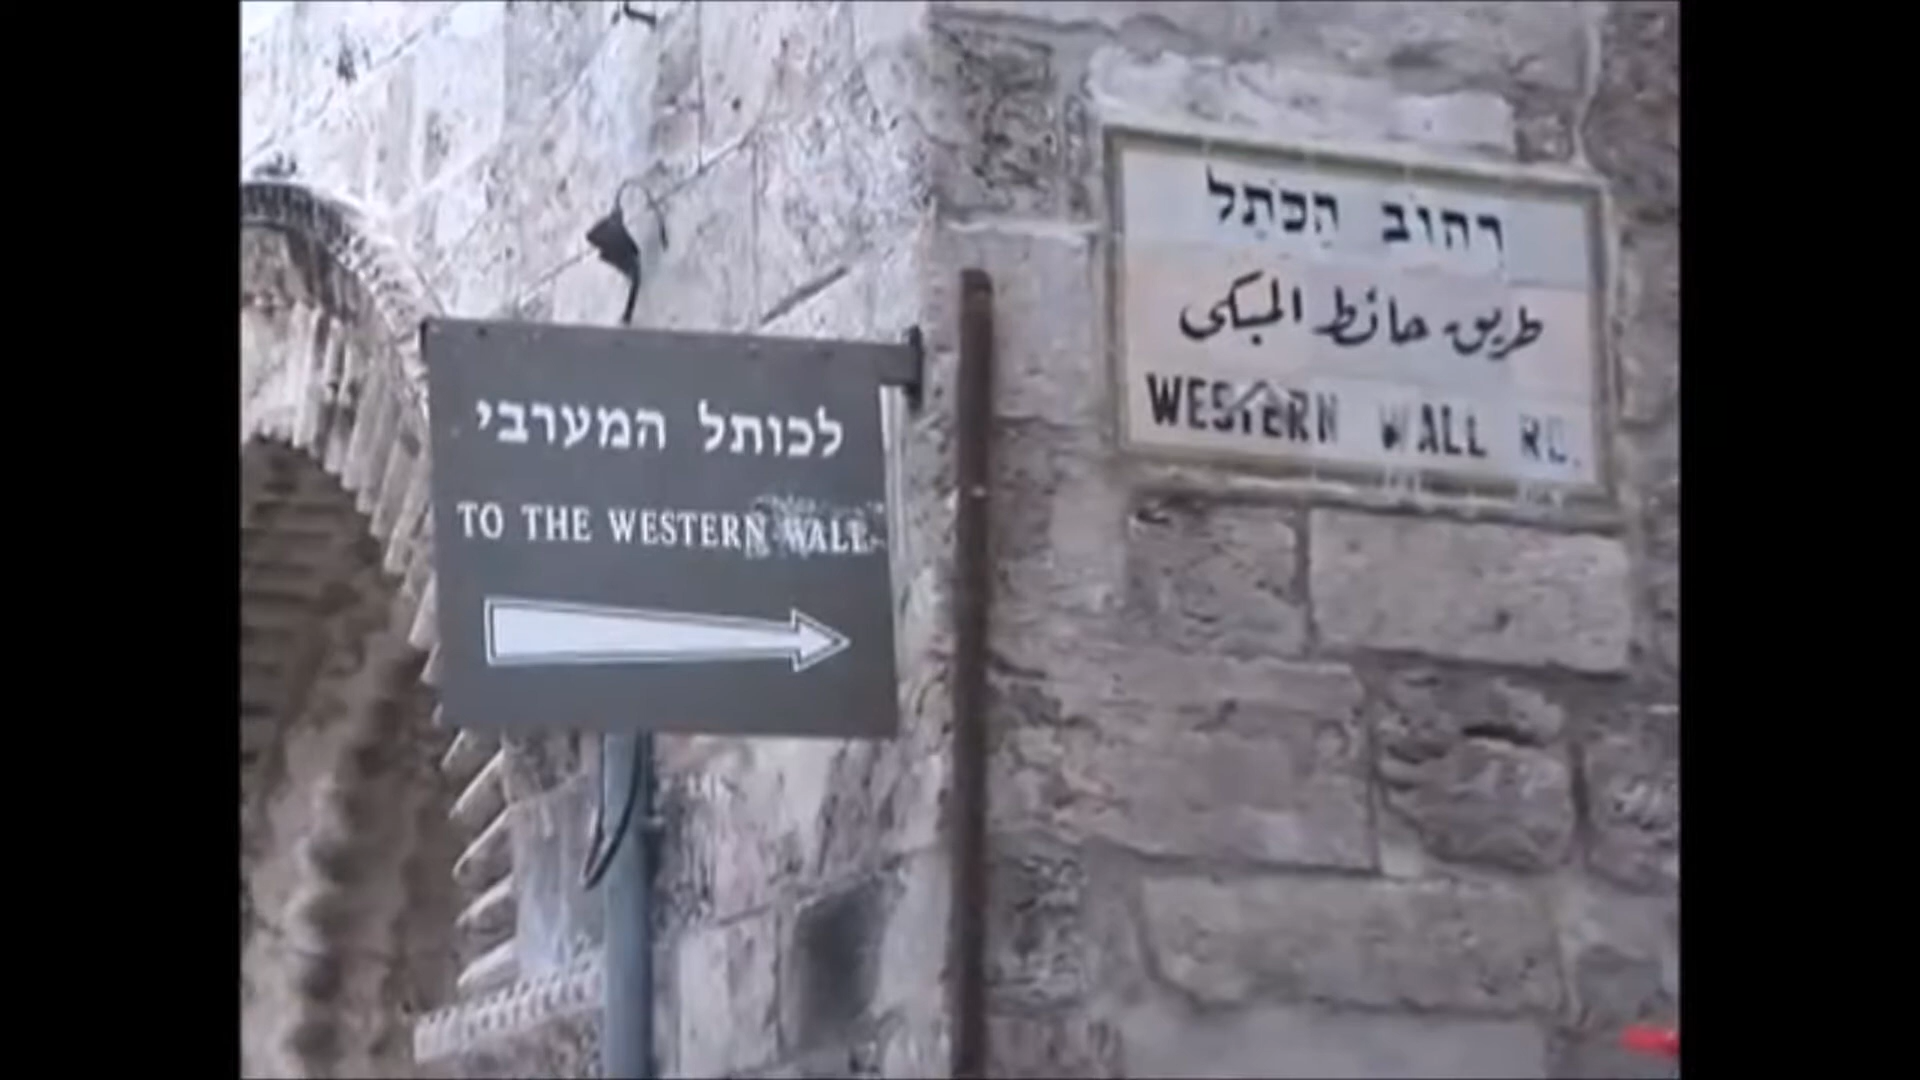 לכותל המערבי
TO THE WESTERN WALL
רחוב הכתל
طريق حائط المبكى
WESTERN WALL RD.